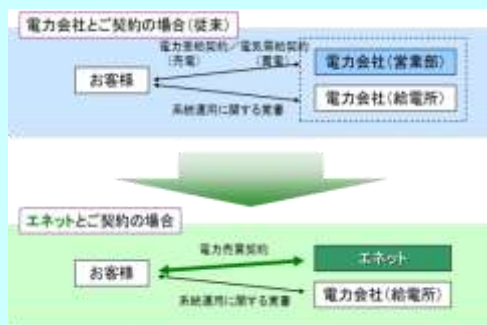 電力会社とご契約の場合(従来)
電力受給契約／電気需給契約
(売電)
(買電)
電力会社(営業部)
お客様
電力会社(給電所)
系統運用に関する覚書
エネットとご契約の場合
電力売買契約
エネット
お客様
電力会社(給電所)
系統運用に関する覚書